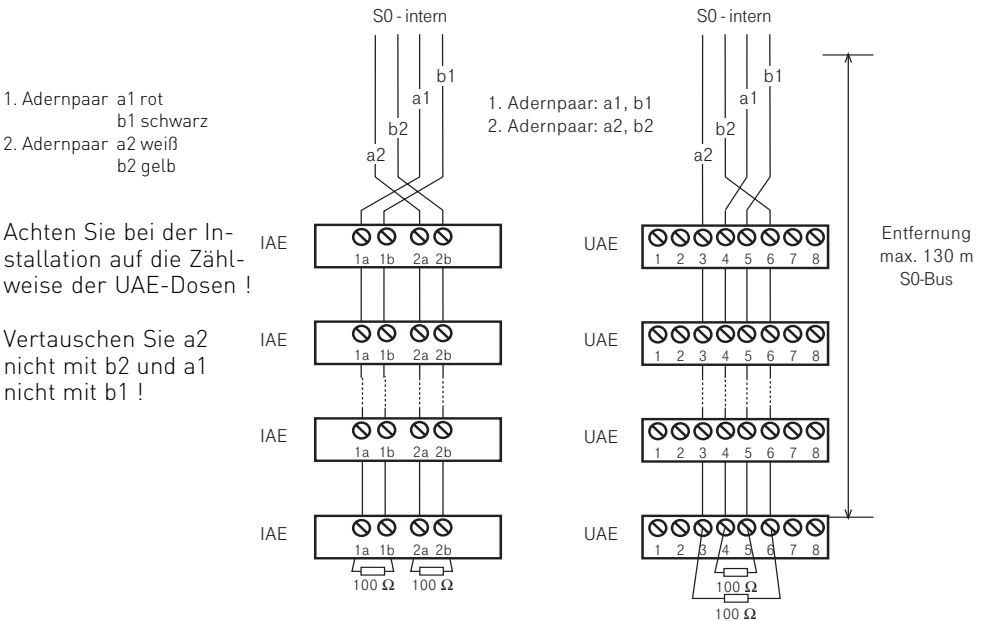 S0 - intern
S0 - intern
1. Adernpaar a1 rot
b1 schwarz
2. Adernpaar a2 weiß
b2 gelb
a2
b2
a1
b1
1. Adernpaar: a1, b1
2. Adernpaar: a2, b2
a2
b2
a1
b1
Achten Sie bei der In-
stallation auf die Zähl-
weise der UAE-Dosen !
Vertauschen Sie a2
nicht mit b2 und a1
nicht mit b1 !
IAE
1a 1b 2a 2b
IAE
1a 1b 2a 2b
IAE
1a 1b 2a 2b
IAE
1a 1b 2a 2b
100 Ω 100 Ω
UAE
1 2 3 4 5 6 7 8
UAE
1 2 3 4 5 6 7 8
UAE
1 2 3 4 5 6 7 8
UAE
1 2 3 4 5 6 7 8
100 Ω
100 Ω
Entfernung
max. 130 m
S0-Bus